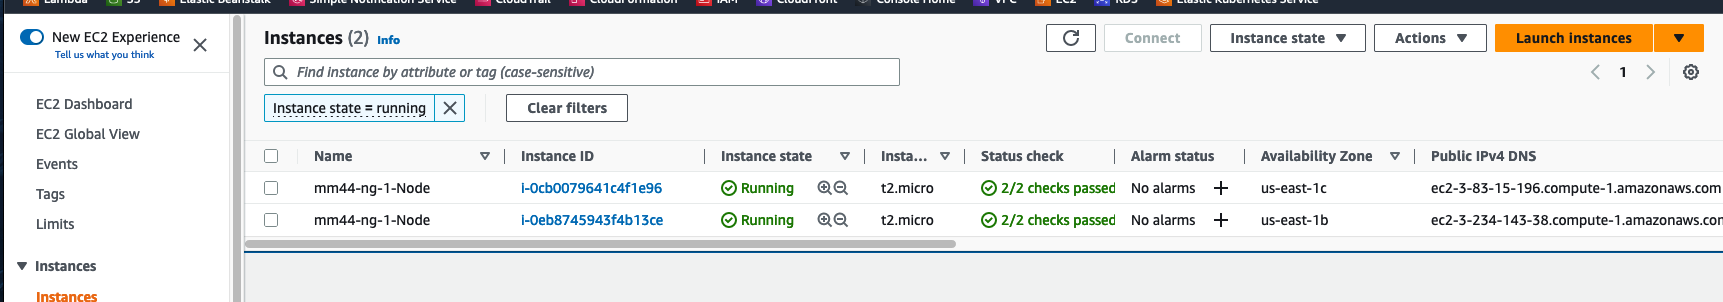 Lambda S3 Elastic Beanstalk Simple Notification Service CloudTrail CloudFormation IAM CloudFront Console Home VPC EC2 RDS Elastic Kubernetes Service
New EC2 Experience
Tell us what you think
EC2 Dashboard
EC2 Global View
Events
Tags
Limits
Instances
Instances
Instances (2) Info
Connect Instance state Actions Launch instances
Find instance by attribute or tag (case-sensitive)
1
Instance state = running Clear filters
Name Instance ID Instance state Insta... Status check Alarm status Availability Zone Public IPv4 DNS
mm44-ng-1-Node i-0cb0079641c4f1e96 Running t2.micro 2/2 checks passed No alarms us-east-1c ec2-3-83-15-196.compute-1.amazonaws.com
mm44-ng-1-Node i-0eb8745943f4b13ce Running t2.micro 2/2 checks passed No alarms us-east-1b ec2-3-234-143-38.compute-1.amazonaws.co